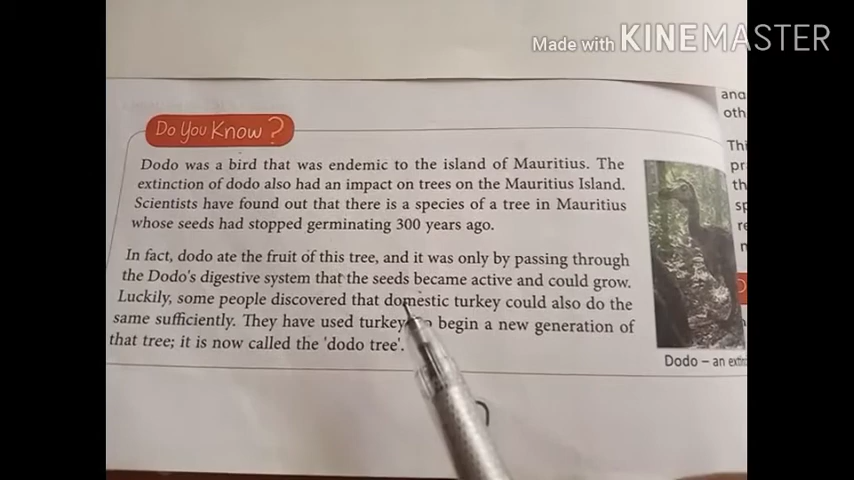 Made with KINEMASTER
Do You Know ?
Dodo was a bird that was endemic to the island of Mauritius. The
extinction of dodo also had an impact on trees on the Mauritius Island.
Scientists have found out that there is a species of a tree in Mauritius
whose seeds had stopped germinating 300 years ago.
In fact, dodo ate the fruit of this tree, and it was only by passing through
the Dodo's digestive system that the seeds became active and could grow.
Luckily, some people discovered that domestic turkey could also do the
same sufficiently. They have used turkey begin a new generation of
that tree; it is now called the 'dodo tree'.
Dodo – an